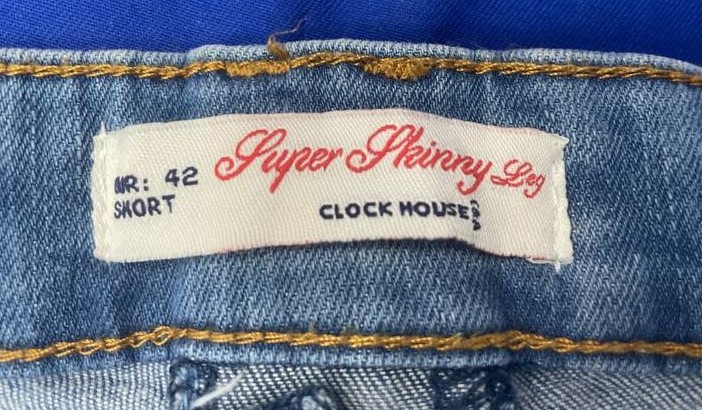 Super Skinny Leg
NR: 42
SHORT
CLOCK HOUSE C&A